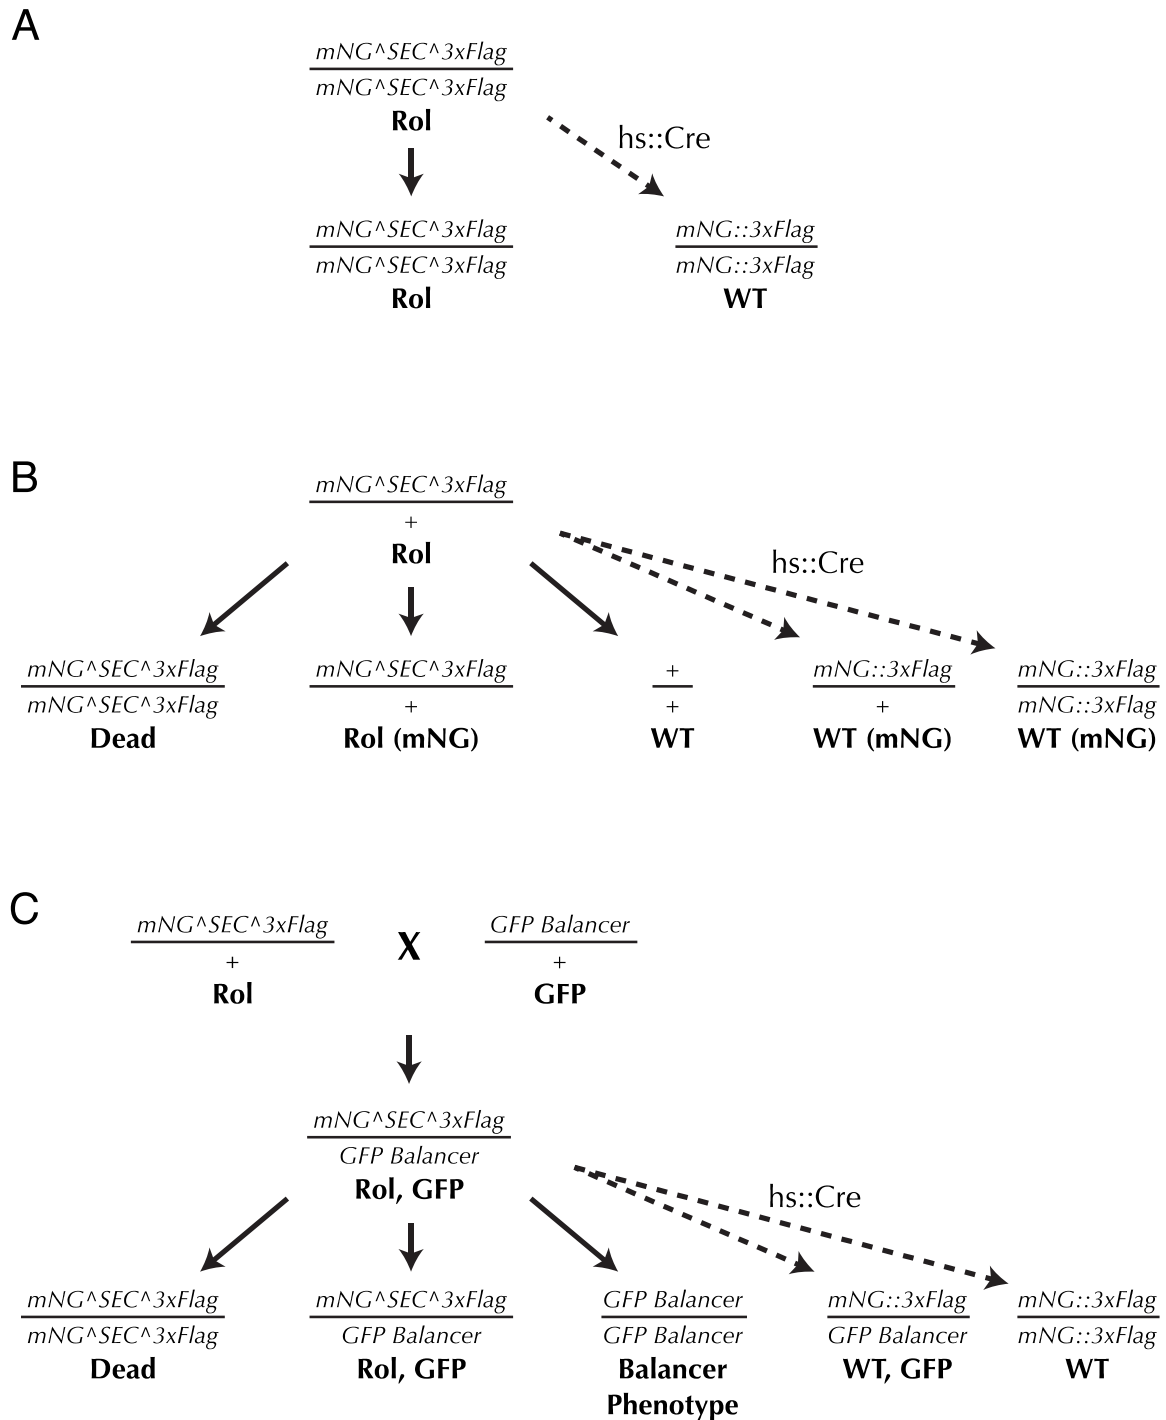 A
mNG^SEC^3xFlag
mNG^SEC^3xFlag
Rol
hs::Cre
mNG^SEC^3xFlag
mNG^SEC^3xFlag
Rol
mNG::3xFlag
mNG::3xFlag
WT
B
mNG^SEC^3xFlag
+
Rol
hs::Cre
mNG^SEC^3xFlag
mNG^SEC^3xFlag
Dead
mNG^SEC^3xFlag
+
Rol (mNG)
+
+
WT
mNG::3xFlag
+
WT (mNG)
mNG::3xFlag
mNG::3xFlag
WT (mNG)
C
mNG^SEC^3xFlag
+
Rol
X
GFP Balancer
+
GFP
mNG^SEC^3xFlag
GFP Balancer
Rol, GFP
hs::Cre
mNG^SEC^3xFlag
mNG^SEC^3xFlag
Dead
mNG^SEC^3xFlag
GFP Balancer
Rol, GFP
GFP Balancer
GFP Balancer
Balancer
Phenotype
mNG::3xFlag
GFP Balancer
WT, GFP
mNG::3xFlag
mNG::3xFlag
WT